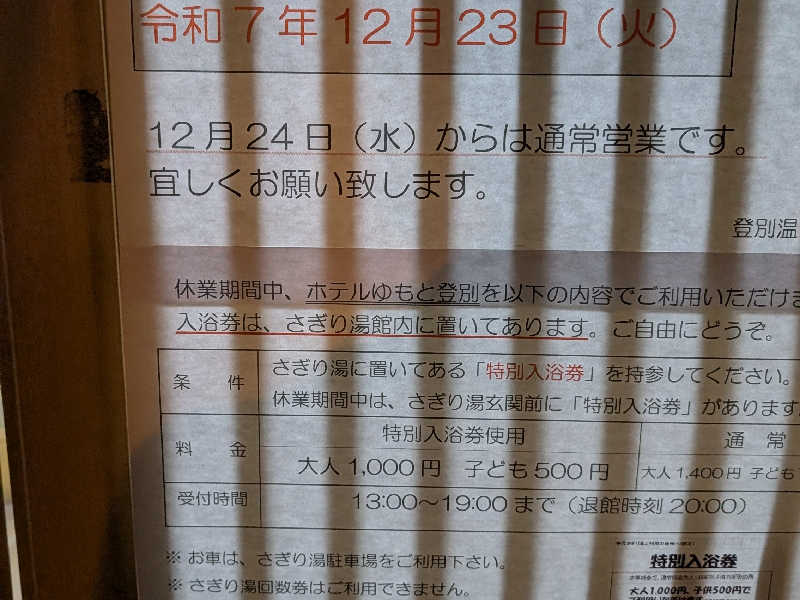 令和7年12月23日（火）
12月24日（水）からは通常営業です。
宜しくお願い致します。
登別温
休業期間中、ホテルゆもと登別を以下の内容でご利用いただけま
入浴券は、さぎり湯館内に置いてあります。ご自由にどうぞ。
条 件 さぎり湯に置いてある「特別入浴券」を持参してください。
休業期間中は、さぎり湯玄関前に「特別入浴券」があります
料 金 特別入浴券使用 通 常
大人1,000円 子ども500円 大人1,400円 子ども
受付時間 13:00～19:00まで（退館時刻20:00）
※ お車は、さぎり湯駐車場をご利用下さい。
※ さぎり湯回数券はご利用できません。
特別入浴券
大人1,000円、子供500円で